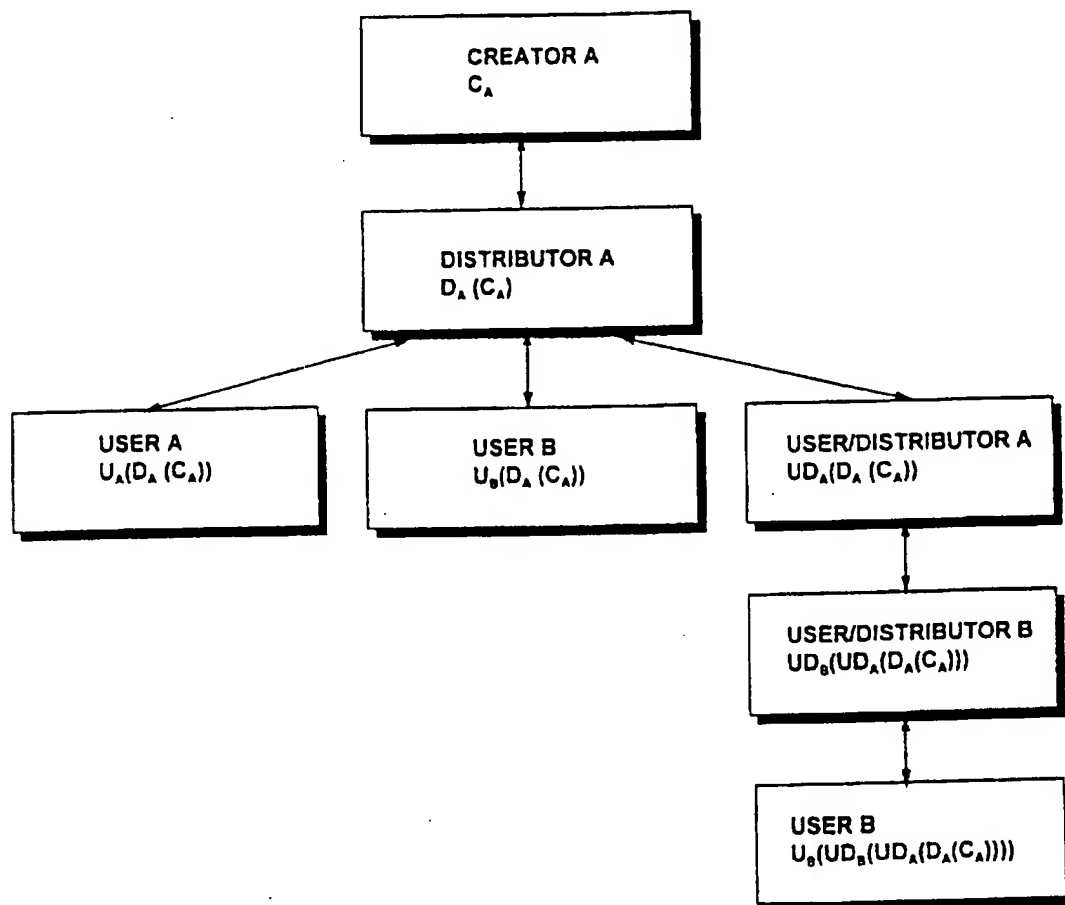 CREATOR A
C_A
DISTRIBUTOR A
D_A (C_A)
USER A
U_A(D_A (C_A))
USER B
U_B(D_A (C_A))
USER/DISTRIBUTOR A
UD_A(D_A (C_A))
USER/DISTRIBUTOR B
UD_B(UD_A(D_A(C_A)))
USER B
U_B(UD_B(UD_A(D_A(C_A))))